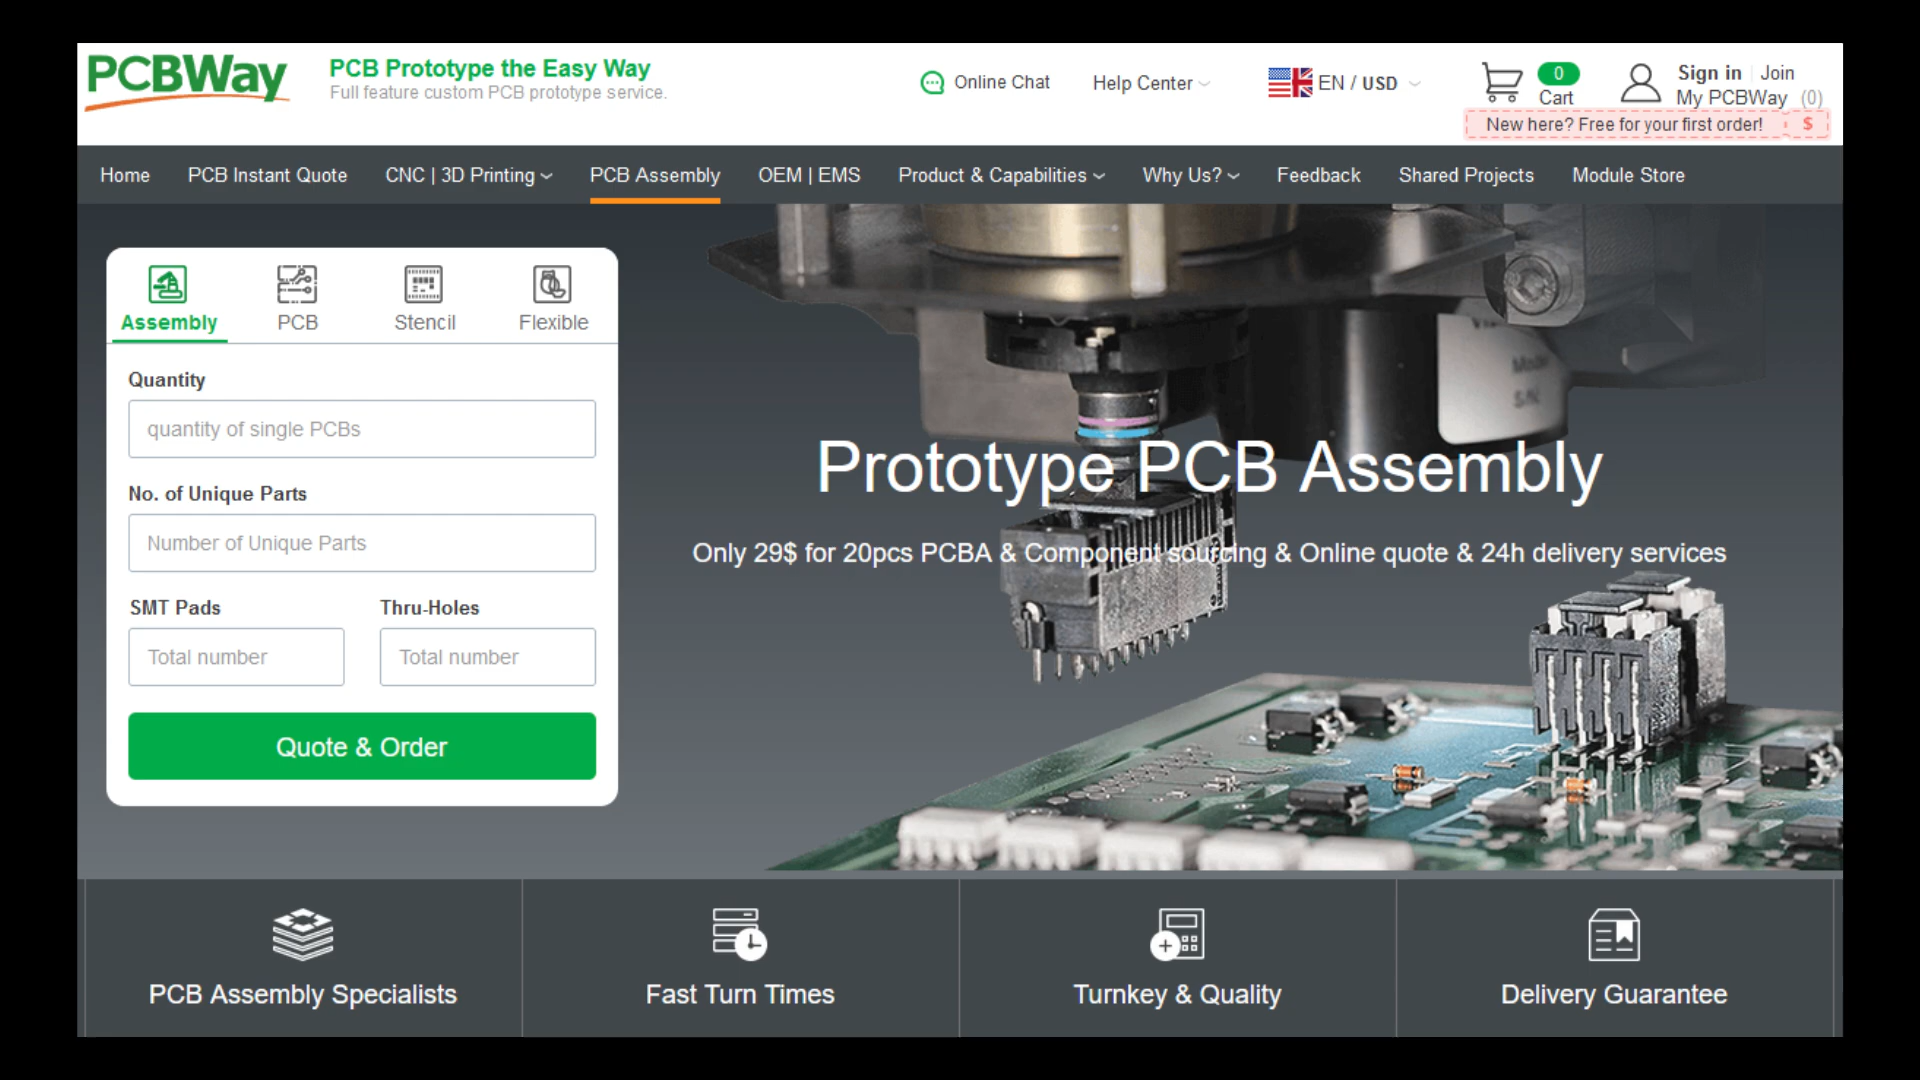 PCBWay
PCB Prototype the Easy Way
Full feature custom PCB prototype service.
Online Chat
Help Center
EN / USD
0
Cart
Sign in | Join
My PCBWay (0)
New here? Free for your first order! $
Home PCB Instant Quote CNC | 3D Printing PCB Assembly OEM | EMS Product & Capabilities Why Us? Feedback Shared Projects Module Store
Assembly PCB Stencil Flexible
Quantity
quantity of single PCBs
No. of Unique Parts
Number of Unique Parts
SMT Pads Thru-Holes
Total number Total number
Quote & Order
Prototype PCB Assembly
Only 29$ for 20pcs PCBA & Component sourcing & Online quote & 24h delivery services
PCB Assembly Specialists Fast Turn Times Turnkey & Quality Delivery Guarantee